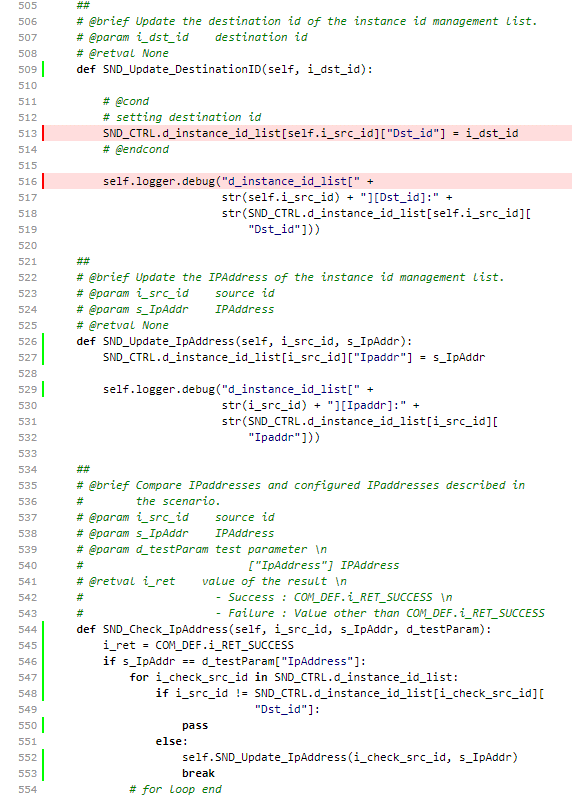 505 ##
506 # @brief Update the destination id of the instance id management list.
507 # @param i_dst_id    destination id
508 # @retval None
509 def SND_Update_DestinationID(self, i_dst_id):
510
511     # @cond
512     # setting destination id
513     SND_CTRL.d_instance_id_list[self.i_src_id]["Dst_id"] = i_dst_id
514     # @endcond
515
516     self.logger.debug("d_instance_id_list[" +
517                       str(self.i_src_id) + "][Dst_id]:" +
518                       str(SND_CTRL.d_instance_id_list[self.i_src_id][
519                           "Dst_id"]))
520
521 ##
522 # @brief Update the IPAddress of the instance id management list.
523 # @param i_src_id    source id
524 # @param s_IpAddr    IPAddress
525 # @retval None
526 def SND_Update_IpAddress(self, i_src_id, s_IpAddr):
527     SND_CTRL.d_instance_id_list[i_src_id]["Ipaddr"] = s_IpAddr
528
529     self.logger.debug("d_instance_id_list[" +
530                       str(i_src_id) + "][Ipaddr]:" +
531                       str(SND_CTRL.d_instance_id_list[i_src_id][
532                           "Ipaddr"]))
533
534 ##
535 # @brief Compare IPaddresses and configured IPaddresses described in
536 #        the scenario.
537 # @param i_src_id    source id
538 # @param s_IpAddr    IPAddress
539 # @param d_testParam test parameter \n
540 #                         ["IpAddress"] IPAddress
541 # @retval i_ret    value of the result \n
542 #                    - Success : COM_DEF.i_RET_SUCCESS \n
543 #                    - Failure : Value other than COM_DEF.i_RET_SUCCESS
544 def SND_Check_IpAddress(self, i_src_id, s_IpAddr, d_testParam):
545     i_ret = COM_DEF.i_RET_SUCCESS
546     if s_IpAddr == d_testParam["IpAddress"]:
547         for i_check_src_id in SND_CTRL.d_instance_id_list:
548             if i_src_id != SND_CTRL.d_instance_id_list[i_check_src_id][
549                            "Dst_id"]:
550                 pass
551             else:
552                 self.SND_Update_IpAddress(i_check_src_id, s_IpAddr)
553                 break
554         # for loop end